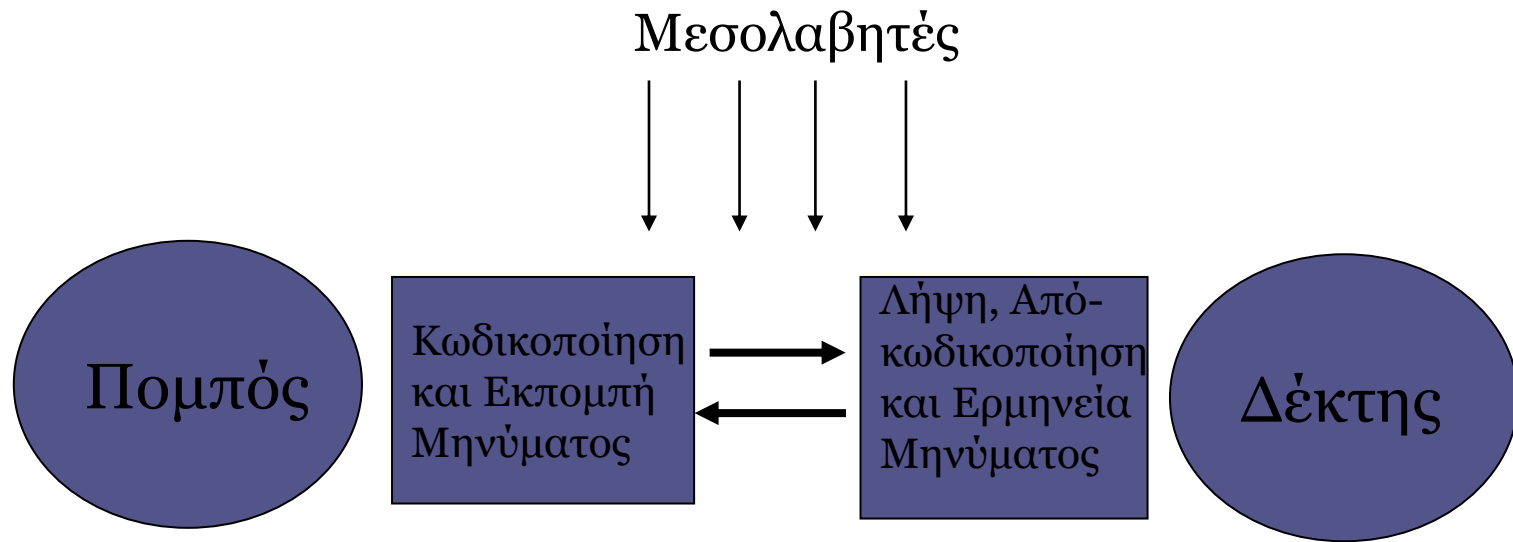 Μεσολαβητές
Πομπός
Κωδικοποίηση
και Εκπομπή
Μηνύματος
Λήψη, Από-
κωδικοποίηση
και Ερμηνεία
Μηνύματος
Δέκτης